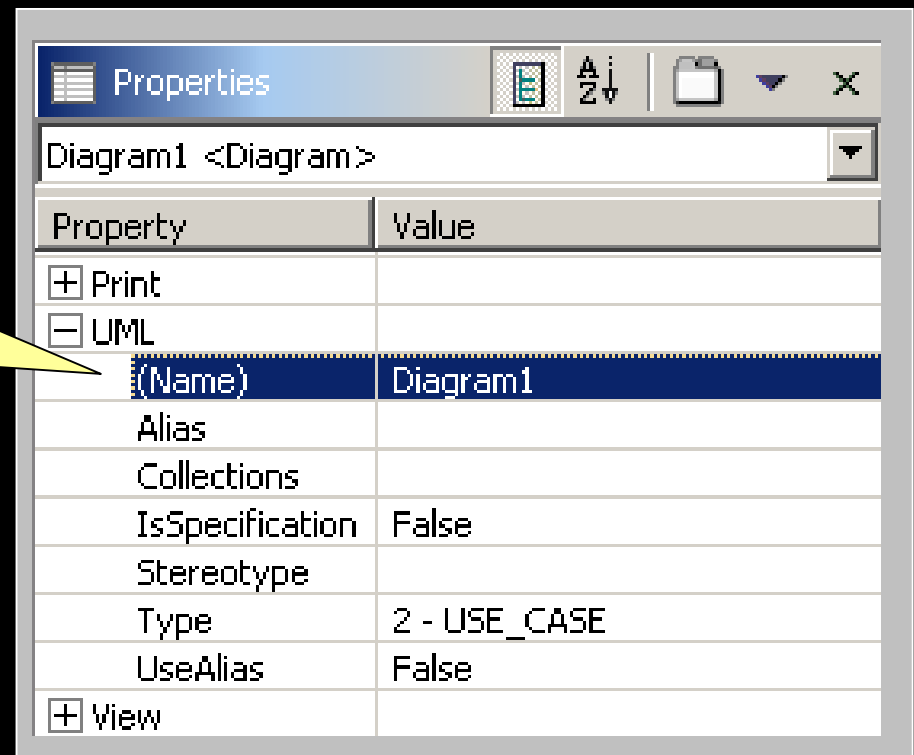 Properties
Diagram1 <Diagram>
Property Value
Print
UML
(Name) Diagram1
Alias
Collections
IsSpecification False
Stereotype
Type 2 - USE_CASE
UseAlias False
View